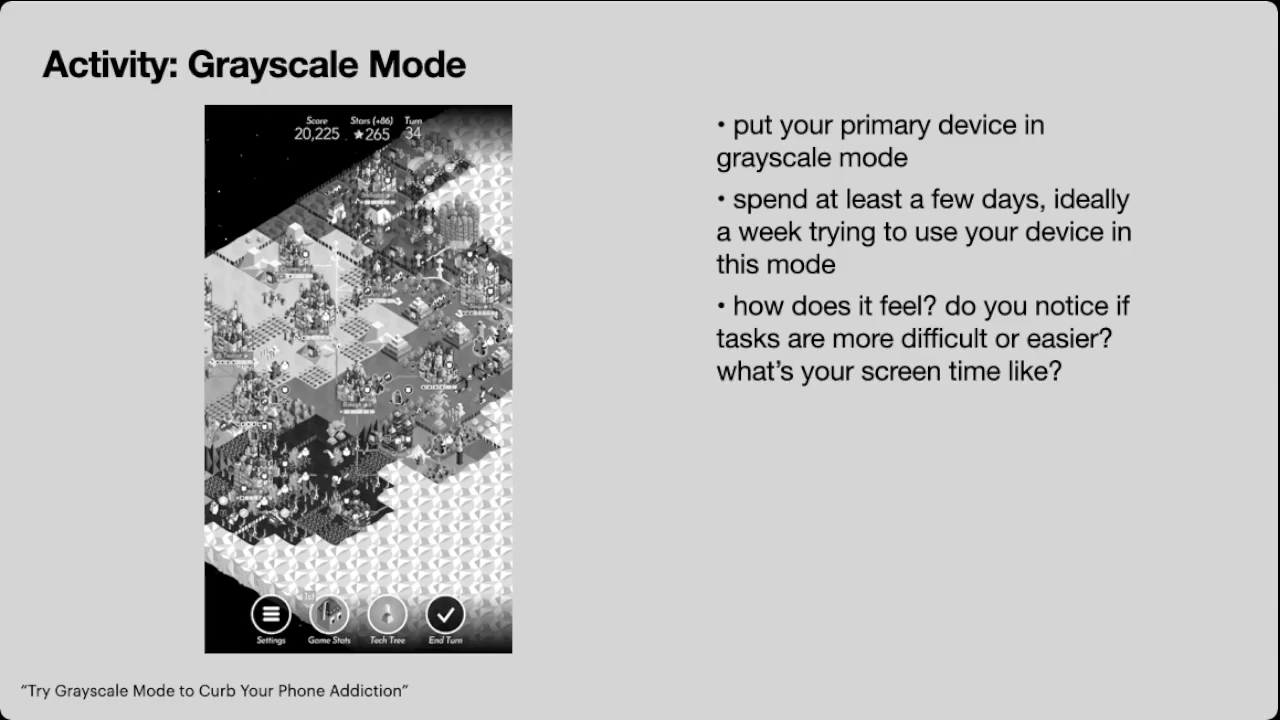 Activity: Grayscale Mode
Score Stars (+86) Turn
20,225 ★265 34
Settings Game Stats Tech Tree End Turn
• put your primary device in
grayscale mode
• spend at least a few days, ideally
a week trying to use your device in
this mode
• how does it feel? do you notice if
tasks are more difficult or easier?
what’s your screen time like?
“Try Grayscale Mode to Curb Your Phone Addiction”